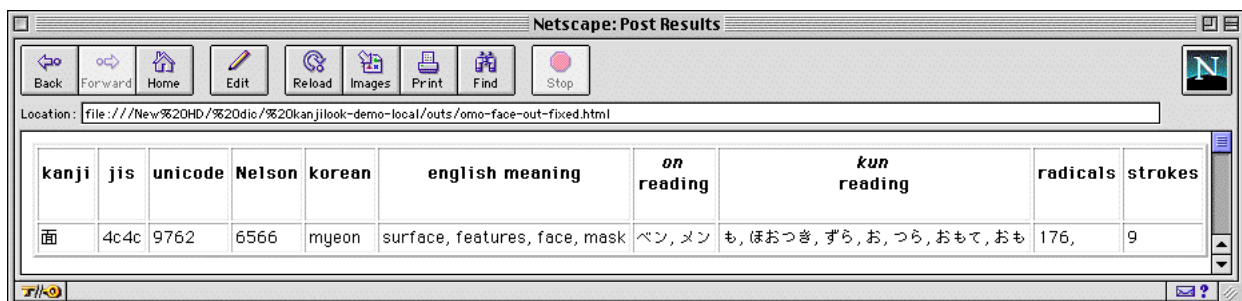 Netscape: Post Results
Back Forward Home Edit Reload Images Print Find Stop
N
Location: file:///New%20HD/%20dic/%20kanjilook-demo-local/outs/omo-face-out-fixed.html
kanji jis unicode Nelson korean english meaning on reading kun reading radicals strokes
面 4c4c 9762 6566 myeon surface, features, face, mask ベン, メン も, ほおつき, ずら, お, つら, おもて, おも 176, 9
?